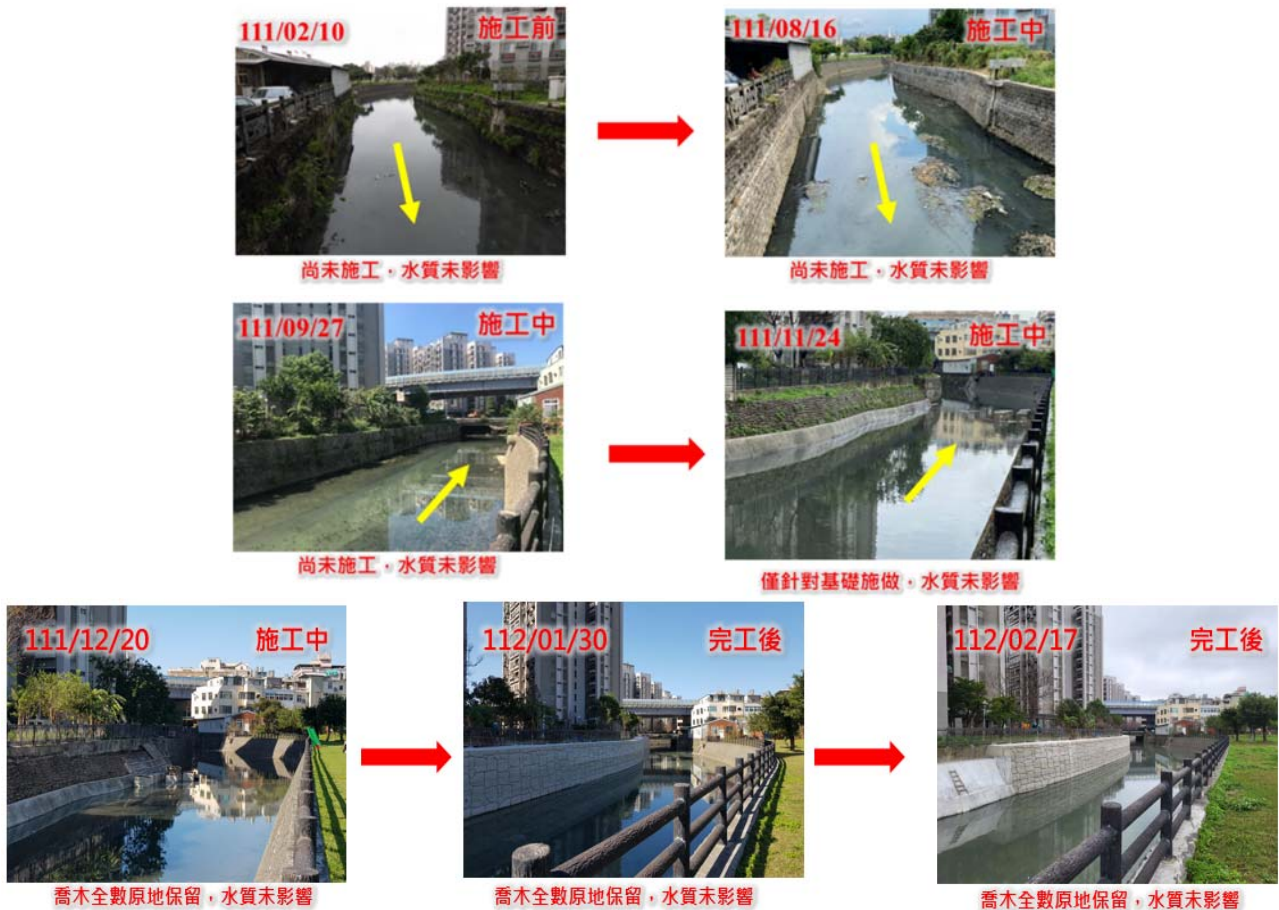 111/02/10 施工前
111/08/16 施工中
尚未施工，水質未影響
尚未施工，水質未影響
111/09/27 施工中
111/11/24 施工中
尚未施工，水質未影響
僅針對基礎施做，水質未影響
111/12/20 施工中
112/01/30 完工後
112/02/17 完工後
喬木全數原地保留，水質未影響
喬木全數原地保留，水質未影響
喬木全數原地保留，水質未影響